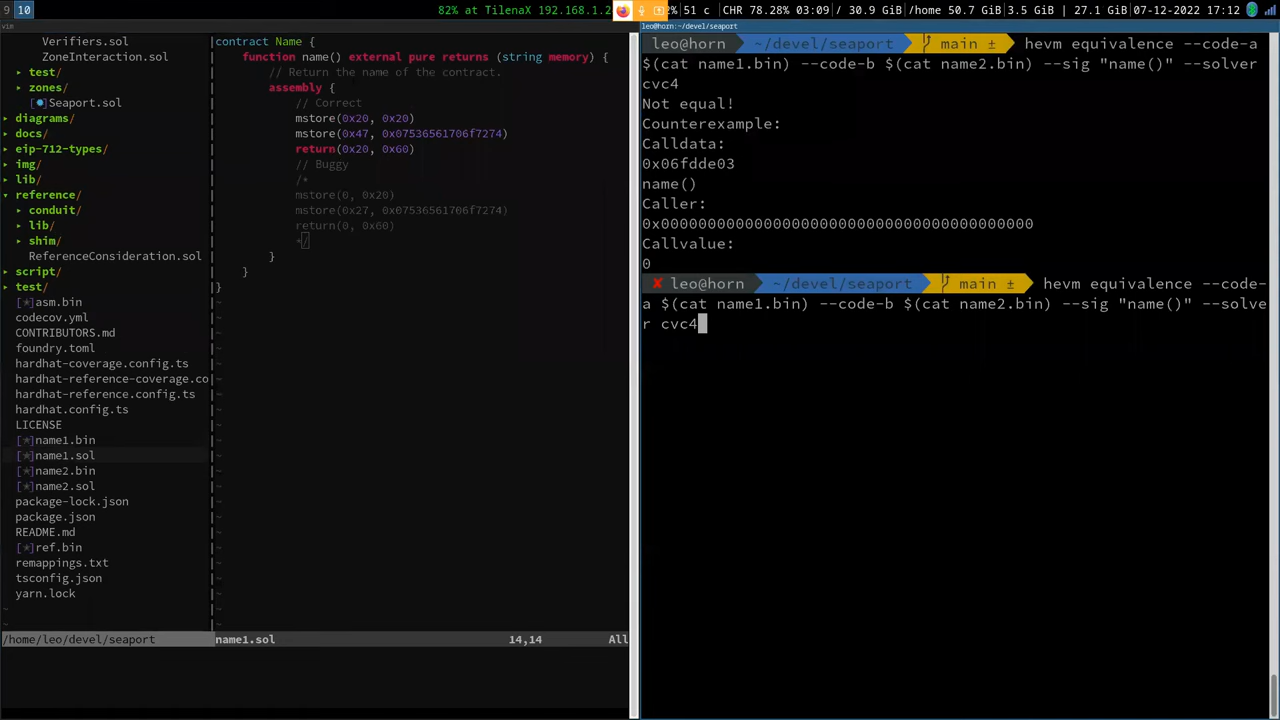 9 10
82% at TilenaX 192.168.1.2 2% 51 c CHR 78.28% 03:09 / 30.9 GiB /home 50.7 GiB 3.5 GiB 27.1 GiB 07-12-2022 17:12
vim
Verifiers.sol
ZoneInteraction.sol
▸ test/
▾ zones/
[●]Seaport.sol
▸ diagrams/
▸ docs/
▸ eip-712-types/
▸ img/
▸ lib/
▾ reference/
▸ conduit/
▸ lib/
▸ shim/
ReferenceConsideration.sol
▸ script/
▸ test/
[*]asm.bin
codecov.yml
CONTRIBUTORS.md
foundry.toml
hardhat-coverage.config.ts
hardhat-reference-coverage.co
hardhat-reference.config.ts
hardhat.config.ts
LICENSE
[*]name1.bin
[*]name1.sol
[*]name2.bin
[*]name2.sol
package-lock.json
package.json
README.md
[*]ref.bin
remappings.txt
tsconfig.json
yarn.lock
~
~
/home/leo/devel/seaport
contract Name {
function name() external pure returns (string memory) {
// Return the name of the contract.
assembly {
// Correct
mstore(0x20, 0x20)
mstore(0x47, 0x07536561706f7274)
return(0x20, 0x60)
// Buggy
/*
mstore(0, 0x20)
mstore(0x27, 0x07536561706f7274)
return(0, 0x60)
*/
}
}
}
name1.sol 14,14 All
leo@horn:~/devel/seaport
leo@horn ~/devel/seaport main ± hevm equivalence --code-a
$(cat name1.bin) --code-b $(cat name2.bin) --sig "name()" --solver
cvc4
Not equal!
Counterexample:
Calldata:
0x06fdde03
name()
Caller:
0x0000000000000000000000000000000000000000
Callvalue:
0
✘ leo@horn ~/devel/seaport main ± hevm equivalence --code-
a $(cat name1.bin) --code-b $(cat name2.bin) --sig "name()" --solve
r cvc4